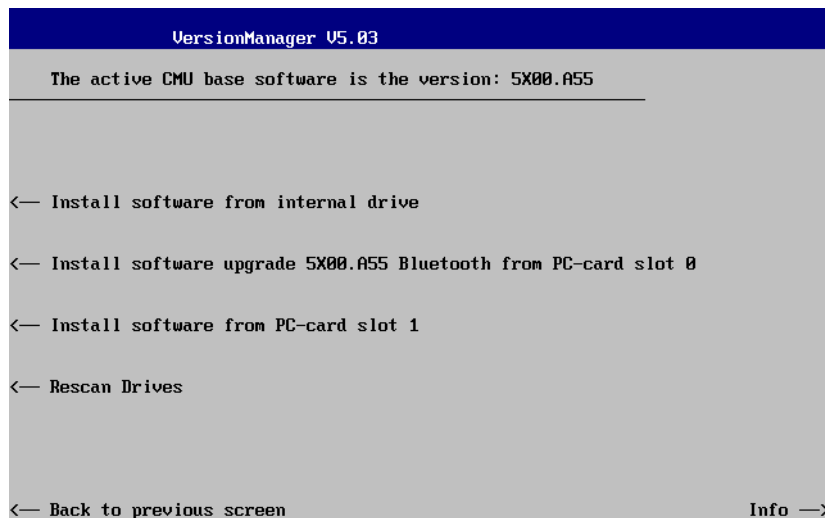 VersionManager V5.03
The active CMU base software is the version: 5X00.A55
<—— Install software from internal drive
<—— Install software upgrade 5X00.A55 Bluetooth from PC-card slot 0
<—— Install software from PC-card slot 1
<—— Rescan Drives
<—— Back to previous screen
Info —>